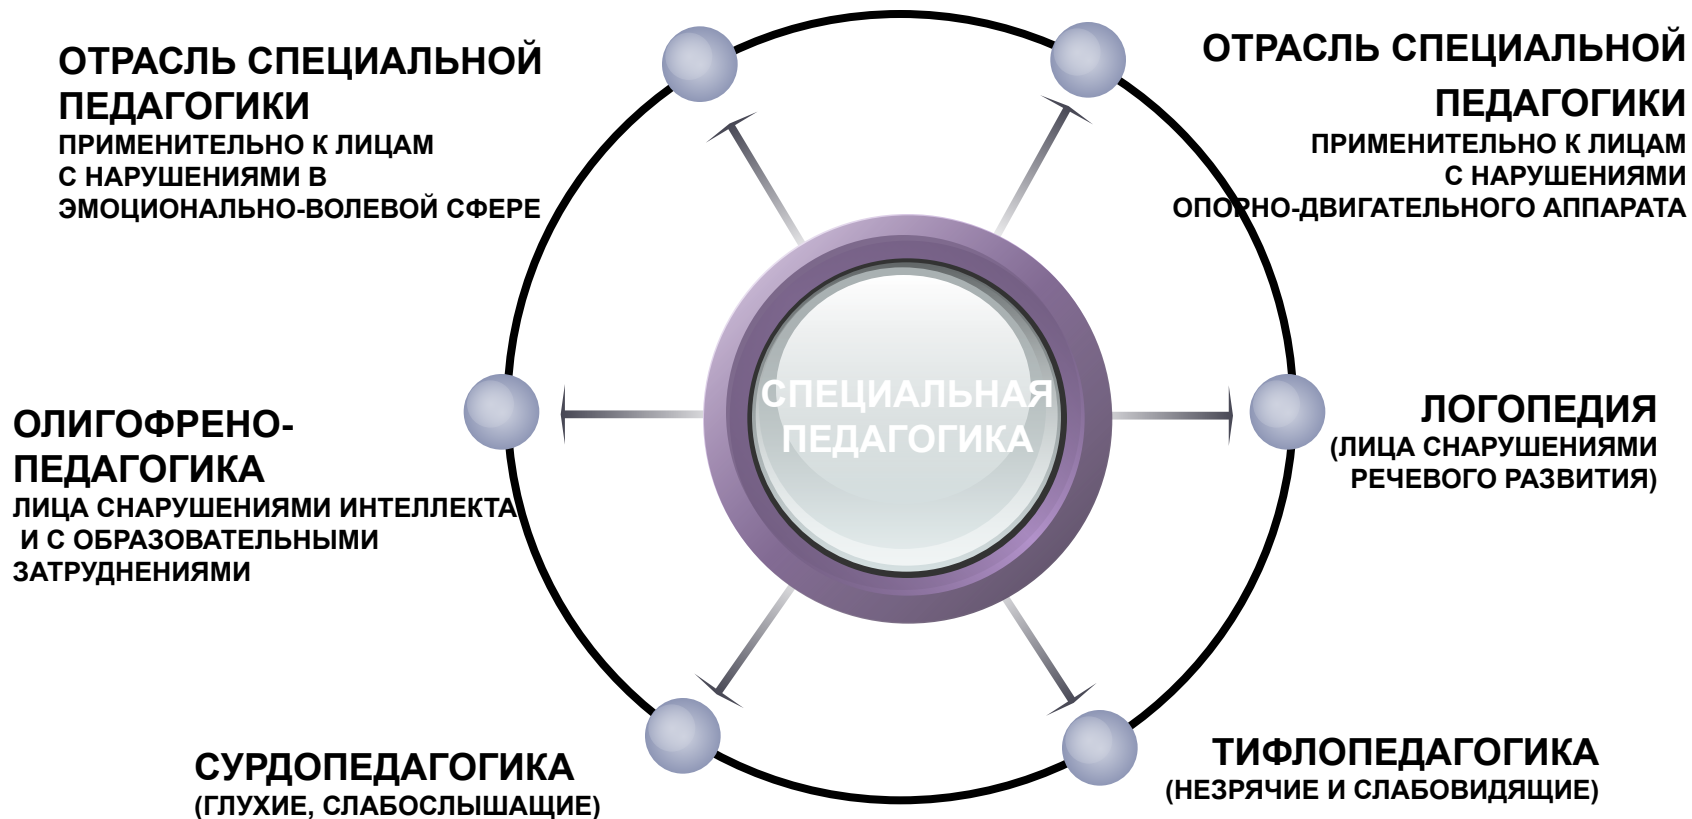 ОТРАСЛЬ СПЕЦИАЛЬНОЙ
ПЕДАГОГИКИ
ПРИМЕНИТЕЛЬНО К ЛИЦАМ
С НАРУШЕНИЯМИ В
ЭМОЦИОНАЛЬНО-ВОЛЕВОЙ СФЕРЕ
ОТРАСЛЬ СПЕЦИАЛЬНОЙ
ПЕДАГОГИКИ
ПРИМЕНИТЕЛЬНО К ЛИЦАМ
С НАРУШЕНИЯМИ
ОПОРНО-ДВИГАТЕЛЬНОГО АППАРАТА
СПЕЦИАЛЬНАЯ
ПЕДАГОГИКА
ОЛИГОФРЕНО-
ПЕДАГОГИКА
ЛИЦА СНАРУШЕНИЯМИ ИНТЕЛЛЕКТА
И С ОБРАЗОВАТЕЛЬНЫМИ
ЗАТРУДНЕНИЯМИ
ЛОГОПЕДИЯ
(ЛИЦА СНАРУШЕНИЯМИ
РЕЧЕВОГО РАЗВИТИЯ)
СУРДОПЕДАГОГИКА
(ГЛУХИЕ, СЛАБОСЛЫШАЩИЕ)
ТИФЛОПЕДАГОГИКА
(НЕЗРЯЧИЕ И СЛАБОВИДЯЩИЕ)